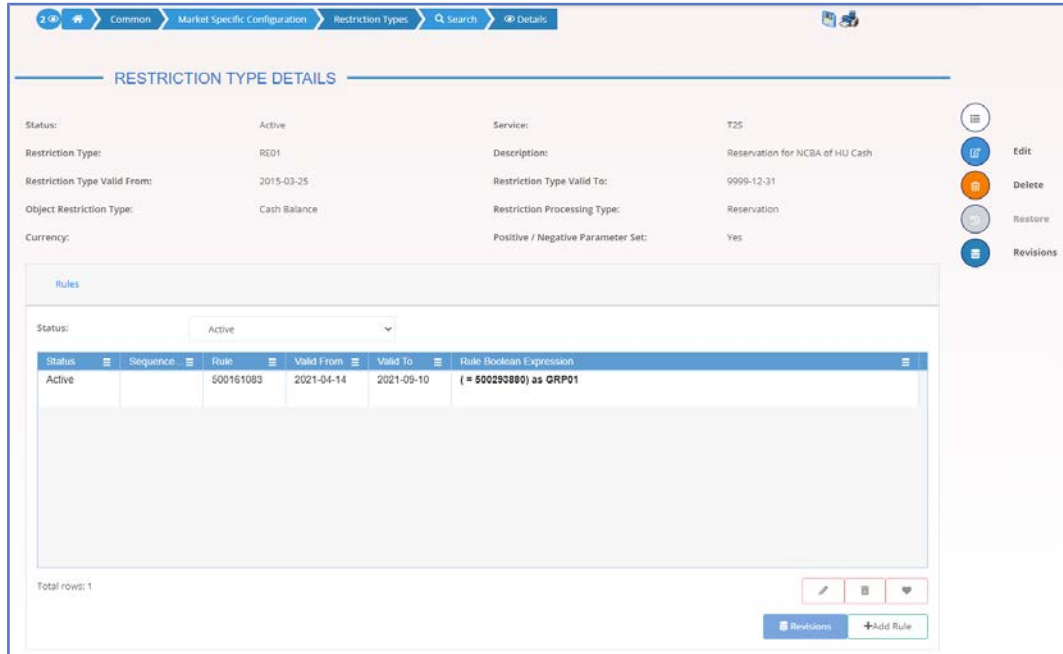 2 Common Market Specific Configuration Restriction Types Search Details
RESTRICTION TYPE DETAILS
Status: Active Service: T2S
Restriction Type: RE01 Description: Reservation for NCBA of HU Cash
Restriction Type Valid From: 2015-03-25 Restriction Type Valid To: 9999-12-31
Object Restriction Type: Cash Balance Restriction Processing Type: Reservation
Currency: Positive / Negative Parameter Set: Yes
Edit
Delete
Restore
Revisions
Rules
Status: Active
Status Sequence... Rule Valid From Valid To Rule Boolean Expression
Active 500161083 2021-04-14 2021-09-10 ( = 500293880) as GRP01
Total rows: 1
Revisions +Add Rule